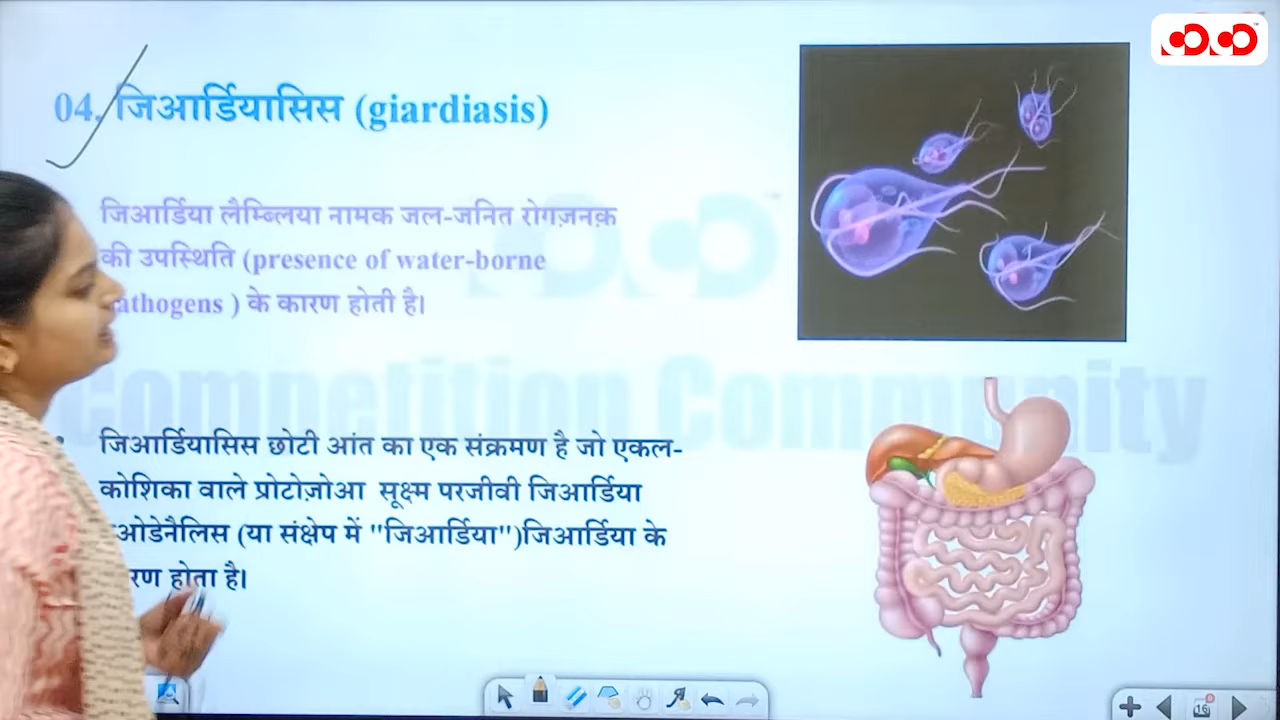 04. जिआर्डियासिस (giardiasis)
जिआर्डिया लैम्ब्लिया नामक जल-जनित रोगज़नक़
की उपस्थिति (presence of water-borne
athogens ) के कारण होती है।
Competition Community
जिआर्डियासिस छोटी आंत का एक संक्रमण है जो एकल-
कोशिका वाले प्रोटोज़ोआ सूक्ष्म परजीवी जिआर्डिया
ओडेनैलिस (या संक्षेप में "जिआर्डिया")जिआर्डिया के
रण होता है।
16